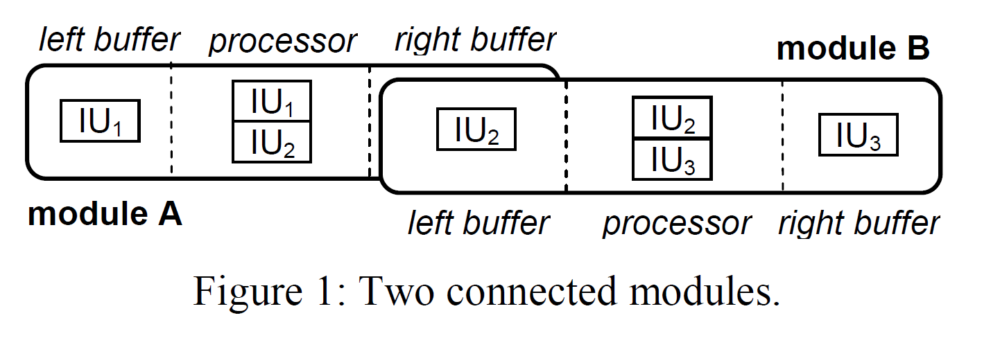 left buffer processor right buffer
module B
IU₁ IU₁ IU₂ IU₂ IU₃
IU₂ IU₃
module A
left buffer processor right buffer
Figure 1: Two connected modules.